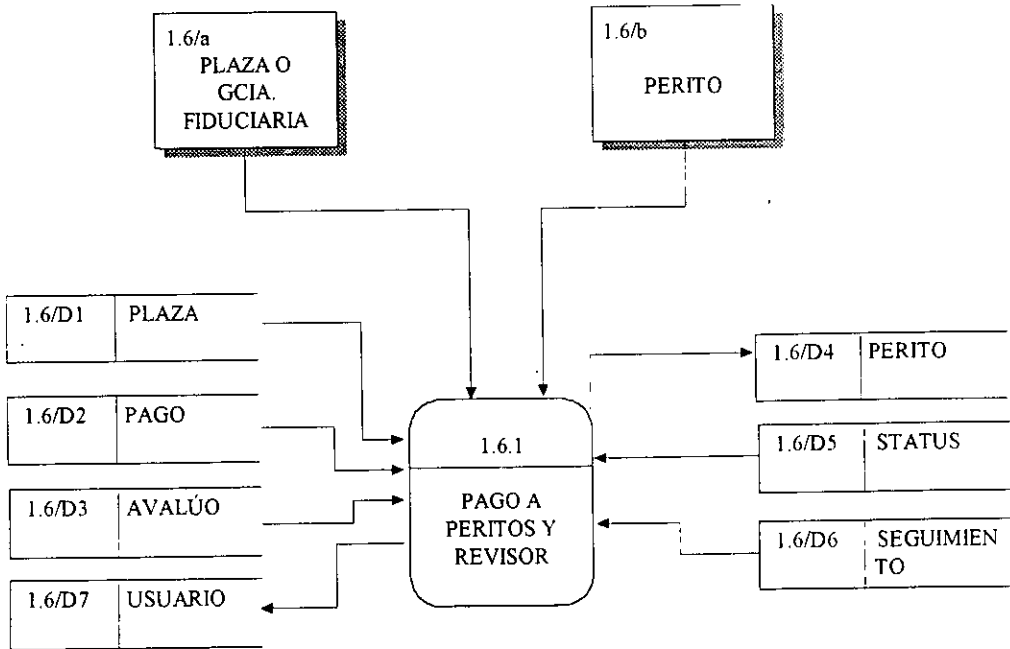 1.6/a
PLAZA O
GCIA.
FIDUCIARIA
1.6/b
PERITO
1.6/D1 PLAZA
1.6/D2 PAGO
1.6/D3 AVALÚO
1.6/D7 USUARIO
1.6.1
PAGO A
PERITOS Y
REVISOR
1.6/D4 PERITO
1.6/D5 STATUS
1.6/D6 SEGUIMIEN
TO